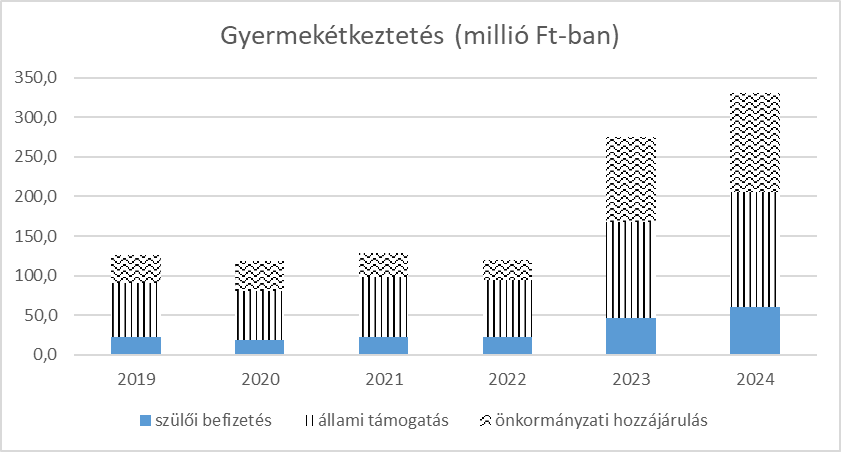 Gyermekétkeztetés (millió Ft-ban)
350,0
300,0
250,0
200,0
150,0
100,0
50,0
0,0
2019 2020 2021 2022 2023 2024
szülői befizetés állami támogatás önkormányzati hozzájárulás